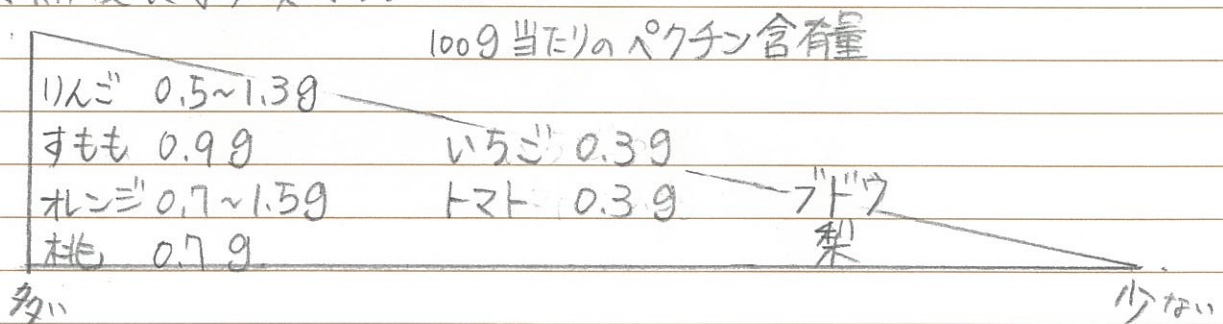 100g当たりのペクチン含有量
りんご 0.5~1.3g
すもも 0.9g いちご 0.3g
オレンジ 0.7~1.5g トマト 0.3g ブドウ
桃 0.7g 梨
多い 少ない